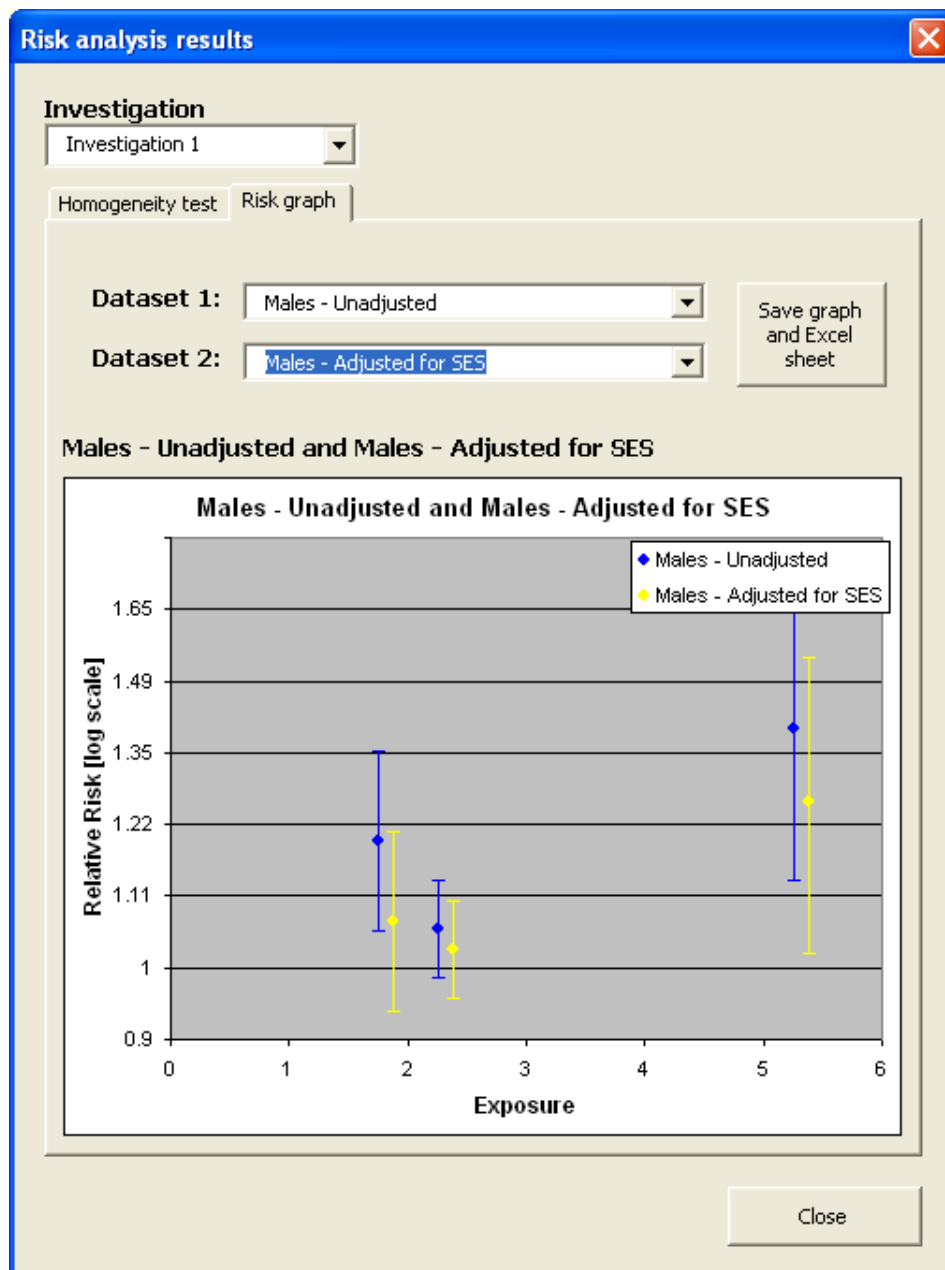 Risk analysis results
Investigation
Investigation 1
Homogeneity test
Risk graph
Dataset 1:
Males - Unadjusted
Dataset 2:
Males - Adjusted for SES
Save graph
and Excel
sheet
Males - Unadjusted and Males - Adjusted for SES
Males - Unadjusted and Males - Adjusted for SES
Males - Unadjusted
Males - Adjusted for SES
Relative Risk [log scale]
1.65
1.49
1.35
1.22
1.11
1
0.9
0 1 2 3 4 5 6
Exposure
Close